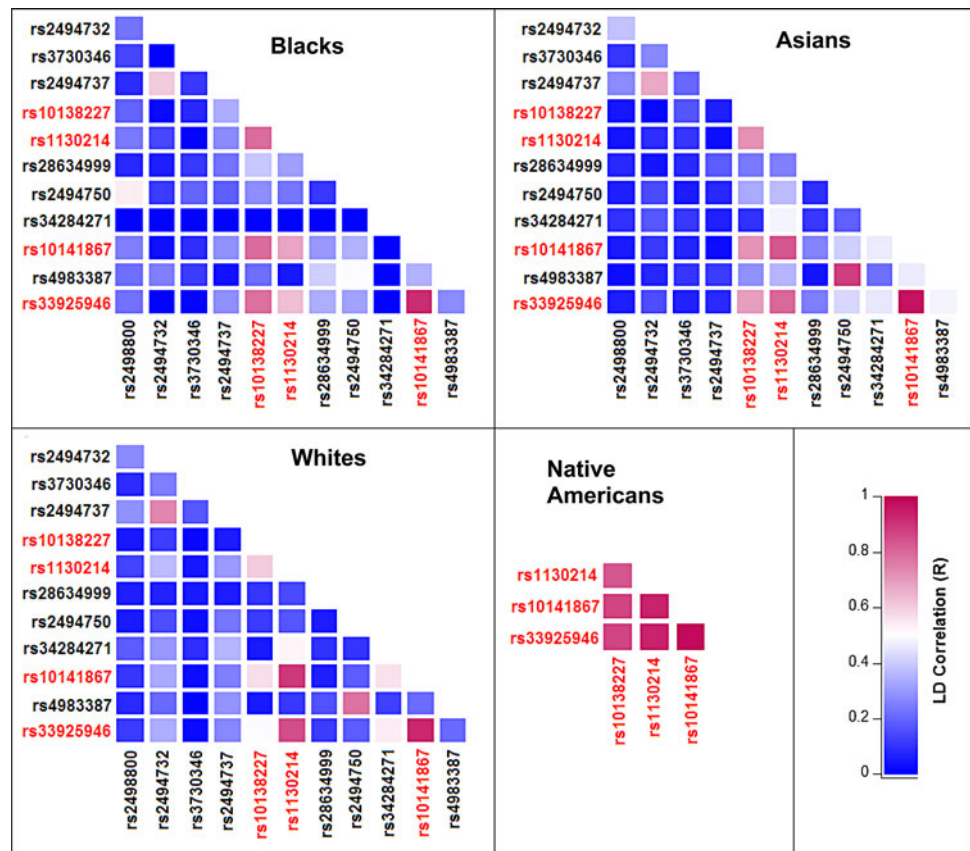 Blacks
rs2494732
rs3730346
rs2494737
rs10138227
rs1130214
rs28634999
rs2494750
rs34284271
rs10141867
rs4983387
rs33925946
rs2498800
rs2494732
rs3730346
rs2494737
rs10138227
rs1130214
rs28634999
rs2494750
rs34284271
rs10141867
rs4983387
Asians
rs2494732
rs3730346
rs2494737
rs10138227
rs1130214
rs28634999
rs2494750
rs34284271
rs10141867
rs4983387
rs33925946
rs2498800
rs2494732
rs3730346
rs2494737
rs10138227
rs1130214
rs28634999
rs2494750
rs34284271
rs10141867
rs4983387
Whites
rs2494732
rs3730346
rs2494737
rs10138227
rs1130214
rs28634999
rs2494750
rs34284271
rs10141867
rs4983387
rs33925946
rs2498800
rs2494732
rs3730346
rs2494737
rs10138227
rs1130214
rs28634999
rs2494750
rs34284271
rs10141867
rs4983387
Native
Americans
rs1130214
rs10141867
rs33925946
rs10138227
rs1130214
rs10141867
1
0.8
0.6
0.4
0.2
0
LD Correlation (R)